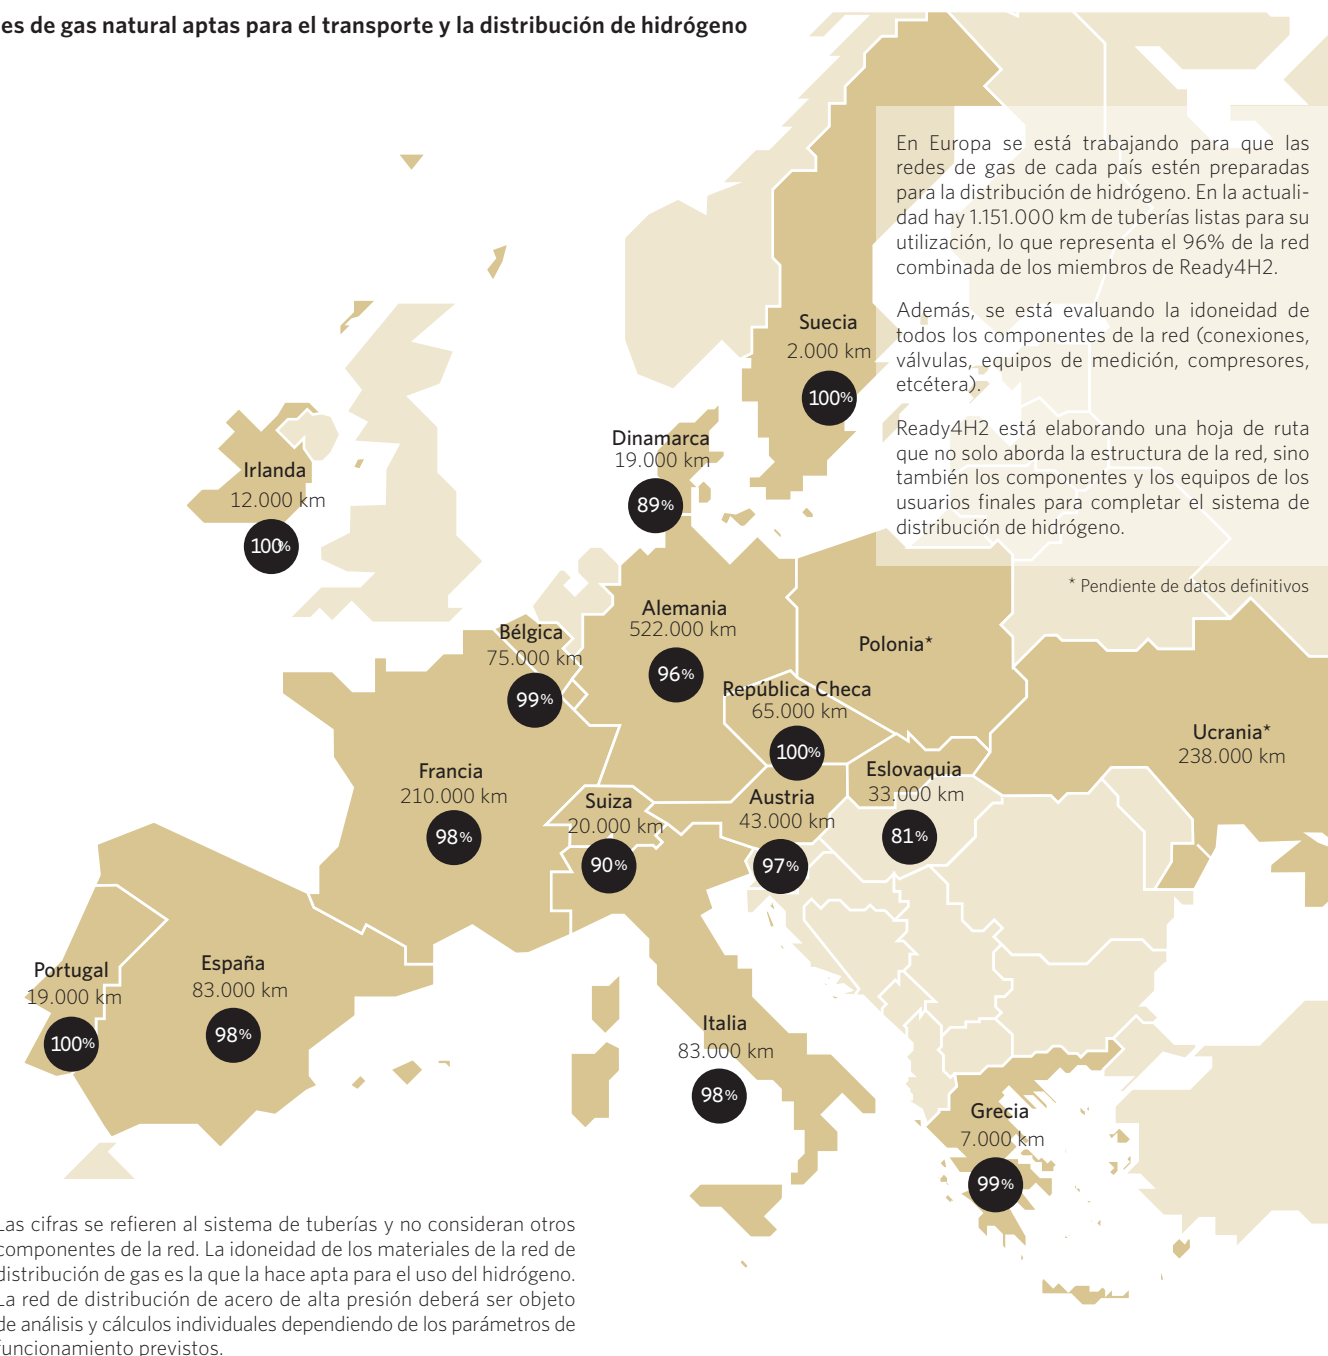 es de gas natural aptas para el transporte y la distribución de hidrógeno
En Europa se está trabajando para que las
redes de gas de cada país estén preparadas
para la distribución de hidrógeno. En la actuali-
dad hay 1.151.000 km de tuberías listas para su
utilización, lo que representa el 96% de la red
combinada de los miembros de Ready4H2.
Además, se está evaluando la idoneidad de
todos los componentes de la red (conexiones,
válvulas, equipos de medición, compresores,
etcétera).
Ready4H2 está elaborando una hoja de ruta
que no solo aborda la estructura de la red, sino
también los componentes y los equipos de los
usuarios finales para completar el sistema de
distribución de hidrógeno.
* Pendiente de datos definitivos
Suecia
2.000 km
100%
Dinamarca
19.000 km
89%
Irlanda
12.000 km
100%
Alemania
522.000 km
96%
Bélgica
75.000 km
99%
Polonia*
República Checa
65.000 km
100%
Ucrania*
238.000 km
Francia
210.000 km
98%
Suiza
20.000 km
90%
Austria
43.000 km
97%
Eslovaquia
33.000 km
81%
Portugal
19.000 km
100%
España
83.000 km
98%
Italia
83.000 km
98%
Grecia
7.000 km
99%
Las cifras se refieren al sistema de tuberías y no consideran otros
componentes de la red. La idoneidad de los materiales de la red de
distribución de gas es la que la hace apta para el uso del hidrógeno.
La red de distribución de acero de alta presión deberá ser objeto
de análisis y cálculos individuales dependiendo de los parámetros de
funcionamiento previstos.